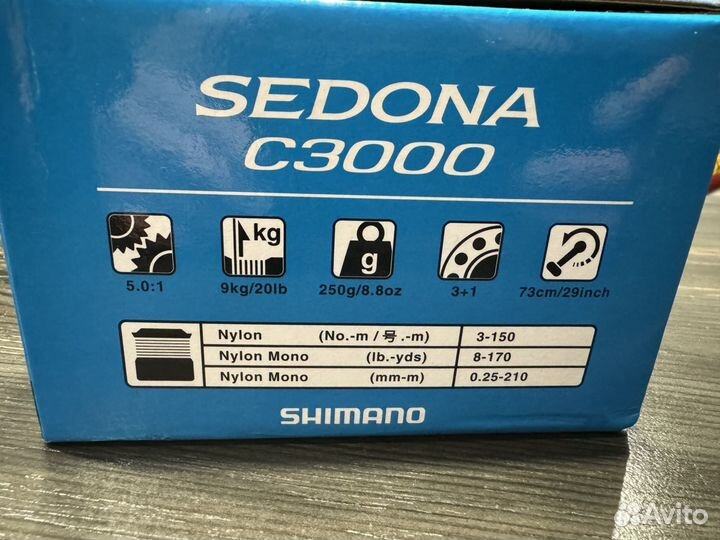 SEDONA
C3000
kg
g
5.0:1 9kg/20lb 250g/8.8oz 3+1 73cm/29inch
Nylon (No.-m / 号.-m) 3-150
Nylon Mono (lb.-yds) 8-170
Nylon Mono (mm-m) 0.25-210
SHIMANO
Avito